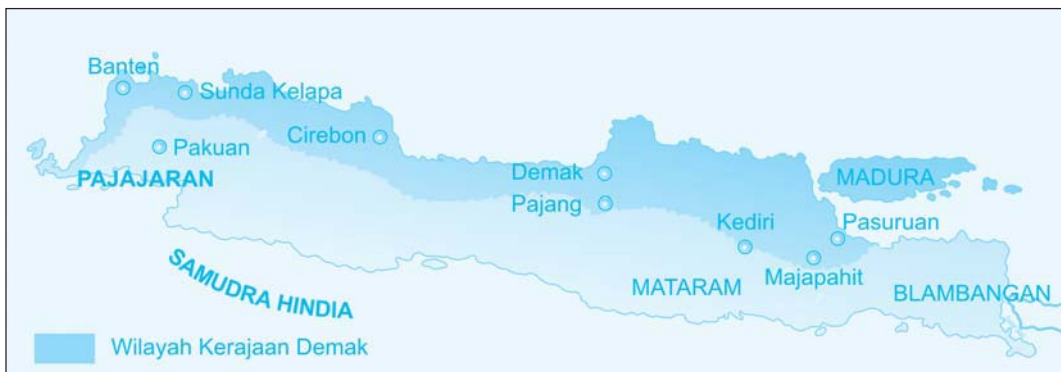 Banten
Sunda Kelapa
Cirebon
Pakuan
PAJAJARAN
Demak
Pajang
MADURA
Kediri
Pasuruan
Majapahit
MATARAM
BLAMBANGAN
SAMUDRA HINDIA
Wilayah Kerajaan Demak